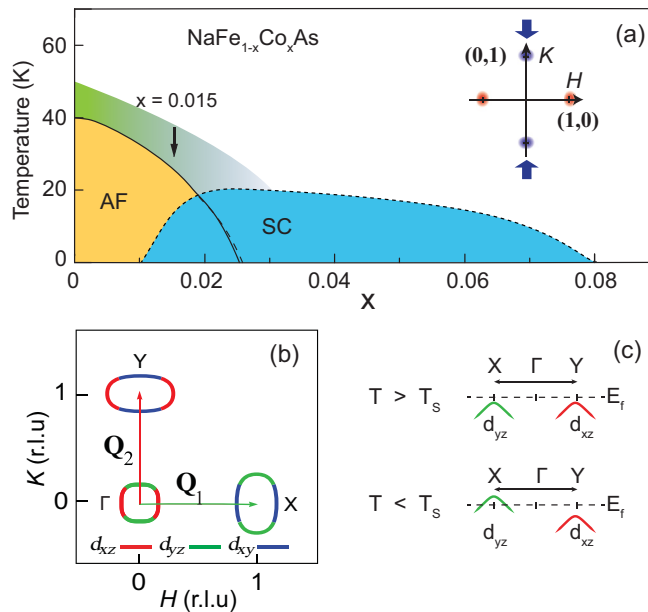 NaFe1-xCoxAs
(a)
Temperature (K)
60
40
20
0
x = 0.015
AF
SC
(0,1)
K
H
(1,0)
0
0.02
0.04
0.06
0.08
X
(b)
K (r.l.u)
1
0
Y
Q2
Q1
Γ
X
dxz
dyz
dxy
0
1
H (r.l.u)
(c)
X Γ Y
T > TS
Ef
dyz
dxz
X Γ Y
T < TS
Ef
dyz
dxz